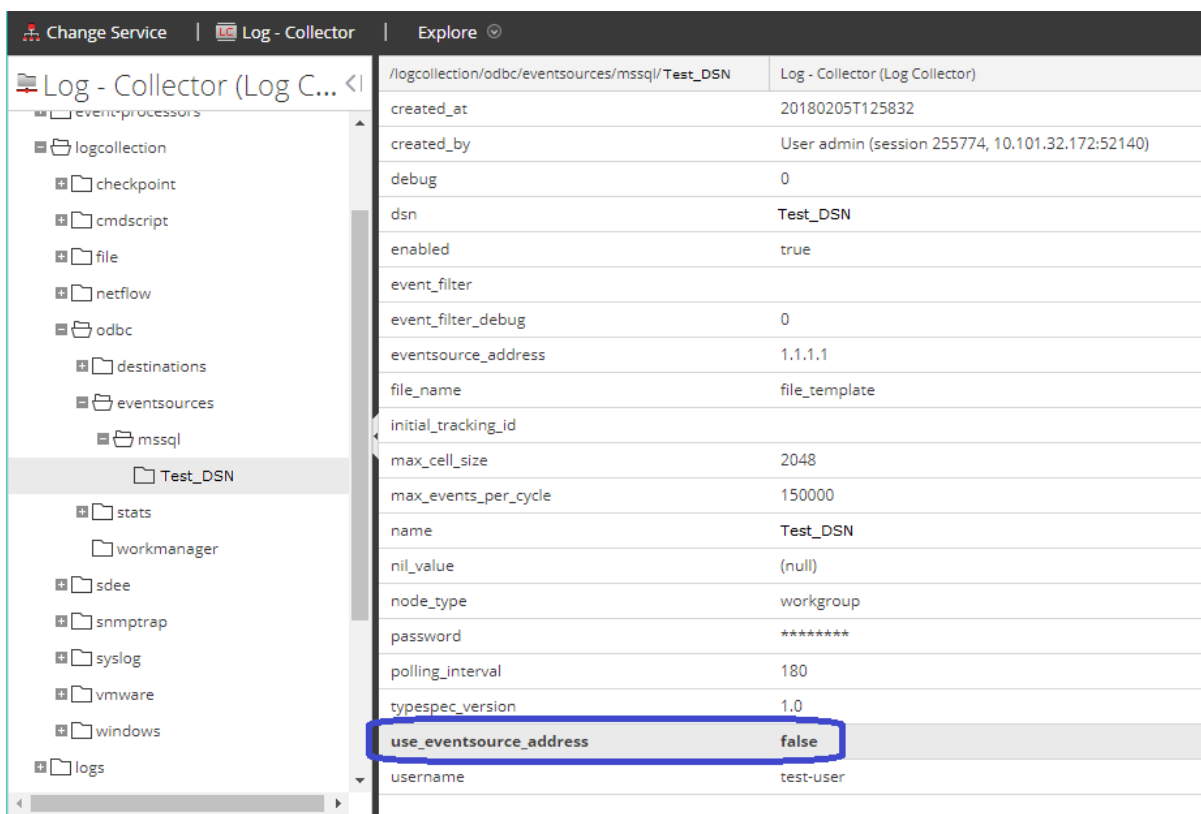 Change Service | LC Log - Collector | Explore
Log - Collector (Log C...
event-processors
logcollection
checkpoint
cmdscript
file
netflow
odbc
destinations
eventsources
mssql
Test_DSN
stats
workmanager
sdee
snmptrap
syslog
vmware
windows
logs
/logcollection/odbc/eventsources/mssql/Test_DSN Log - Collector (Log Collector)
created_at 20180205T125832
created_by User admin (session 255774, 10.101.32.172:52140)
debug 0
dsn Test_DSN
enabled true
event_filter
event_filter_debug 0
eventsource_address 1.1.1.1
file_name file_template
initial_tracking_id
max_cell_size 2048
max_events_per_cycle 150000
name Test_DSN
nil_value (null)
node_type workgroup
password ********
polling_interval 180
typespec_version 1.0
use_eventsource_address false
username test-user